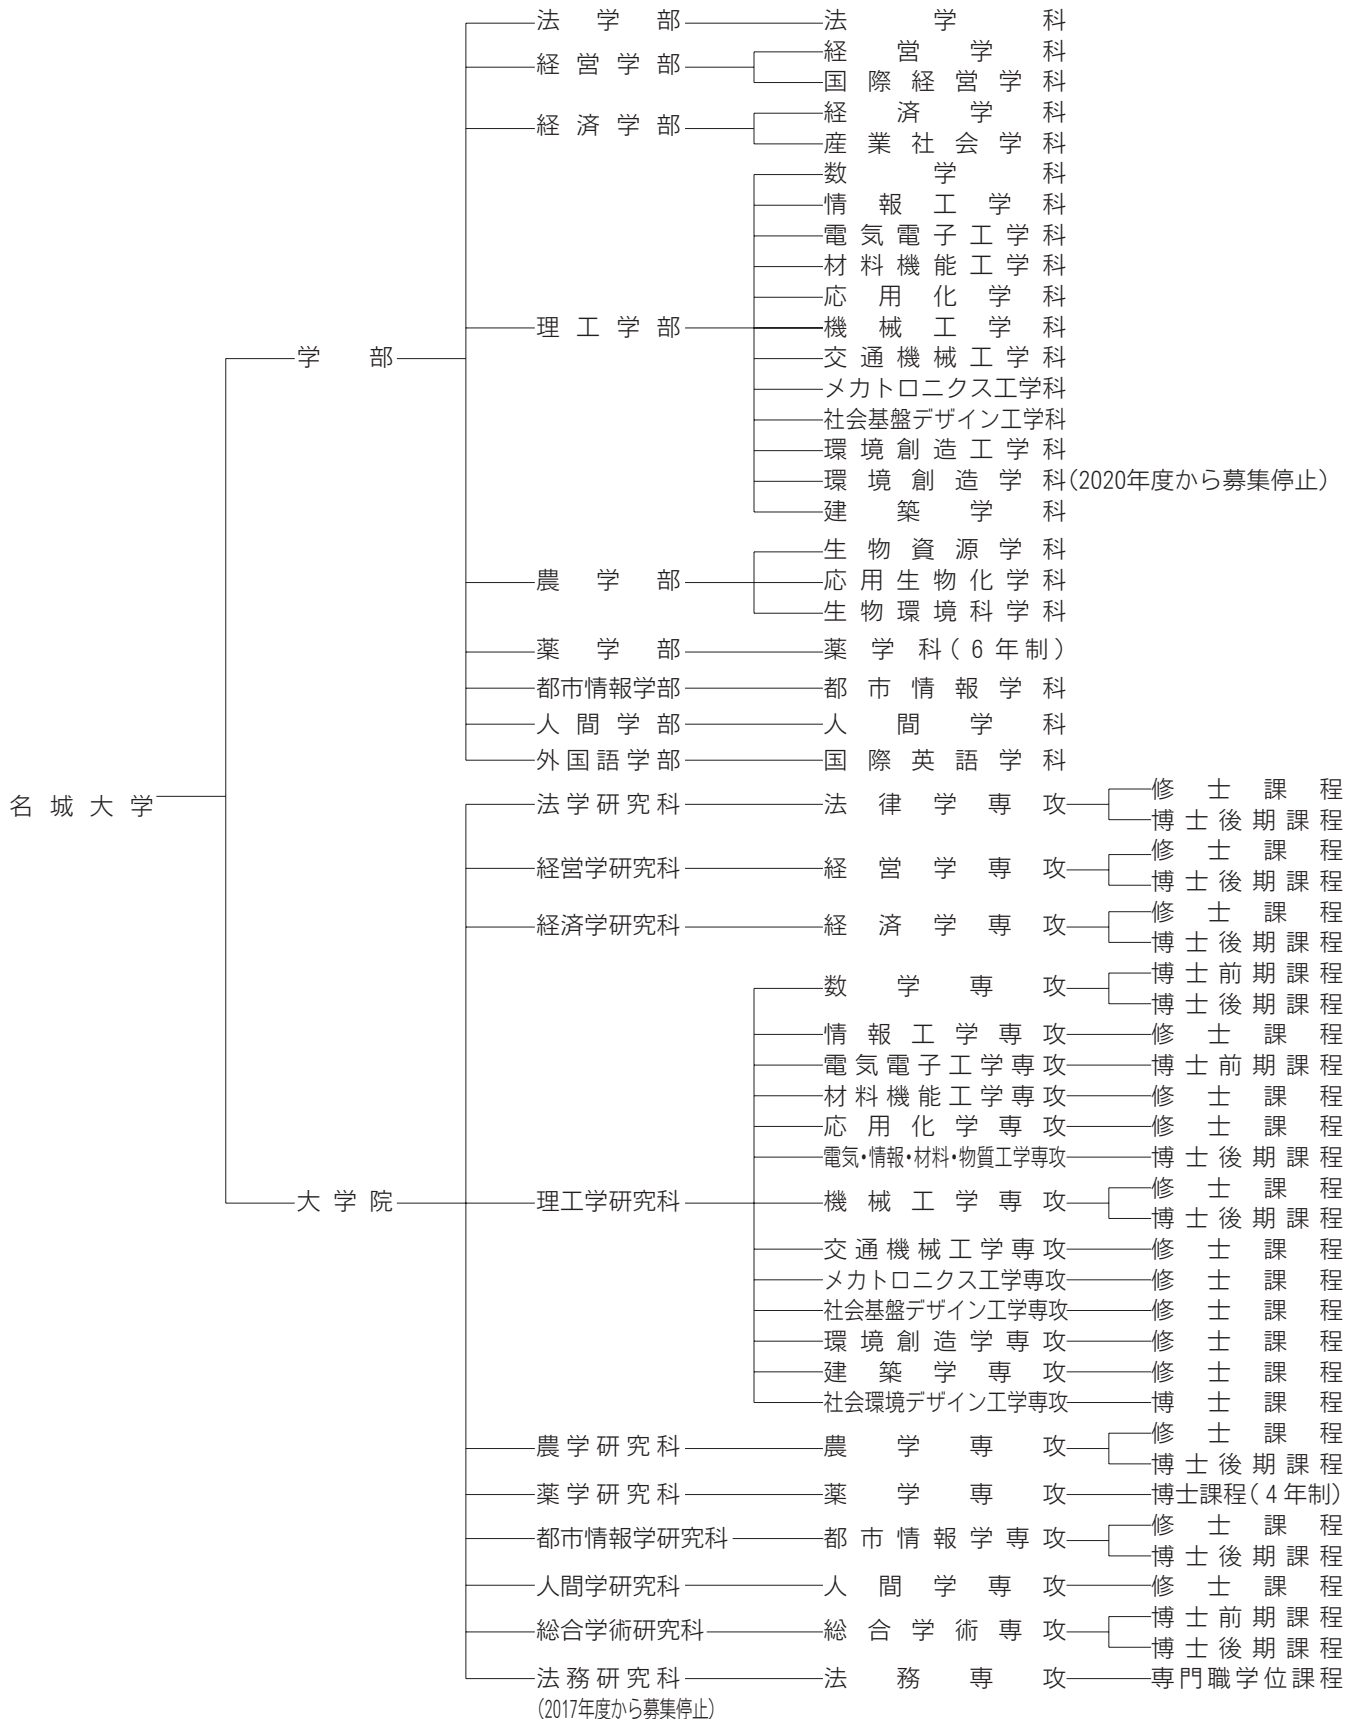 名城大学
学部
法学部 法学科
経営学部 経営学科
国際経営学科
経済学部 経済学科
産業社会学科
理工学部 数学科
情報工学科
電気電子工学科
材料機能工学科
応用化学科
機械工学科
交通機械工学科
メカトロニクス工学科
社会基盤デザイン工学科
環境創造工学科
環境創造学科(2020年度から募集停止)
建築学科
農学部 生物資源学科
応用生物化学科
生物環境科学科
薬学部 薬学科(6年制)
都市情報学部 都市情報学科
人間学部 人間学科
外国語学部 国際英語学科
大学院
法学研究科 法律学専攻 修士課程
博士後期課程
経営学研究科 経営学専攻 修士課程
博士後期課程
経済学研究科 経済学専攻 修士課程
博士後期課程
理工学研究科 数学専攻 博士前期課程
博士後期課程
情報工学専攻 修士課程
電気電子工学専攻 博士前期課程
材料機能工学専攻 修士課程
応用化学専攻 修士課程
電気・情報・材料・物質工学専攻 博士後期課程
機械工学専攻 修士課程
博士後期課程
交通機械工学専攻 修士課程
メカトロニクス工学専攻 修士課程
社会基盤デザイン工学専攻 修士課程
環境創造学専攻 修士課程
建築学専攻 修士課程
社会環境デザイン工学専攻 博士課程
農学研究科 農学専攻 修士課程
博士後期課程
薬学研究科 薬学専攻 博士課程(4年制)
都市情報学研究科 都市情報学専攻 修士課程
博士後期課程
人間学研究科 人間学専攻 修士課程
総合学術研究科 総合学術専攻 博士前期課程
博士後期課程
法務研究科 法務専攻 専門職学位課程
(2017年度から募集停止)